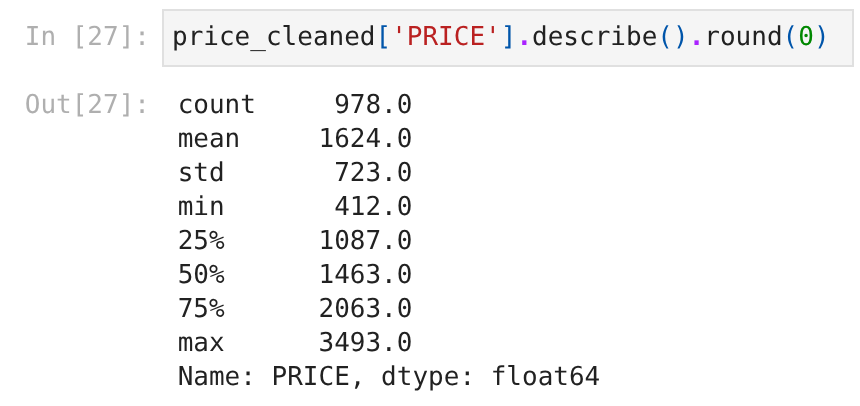 In [27]: price_cleaned['PRICE'].describe().round(0)
Out[27]: count 978.0
mean 1624.0
std 723.0
min 412.0
25% 1087.0
50% 1463.0
75% 2063.0
max 3493.0
Name: PRICE, dtype: float64